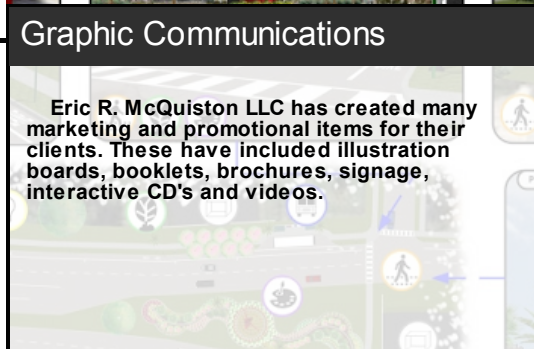 Graphic Communications
Eric R. McQuiston LLC has created many
marketing and promotional items for their
clients. These have included illustration
boards, booklets, brochures, signage,
interactive CD's and videos.